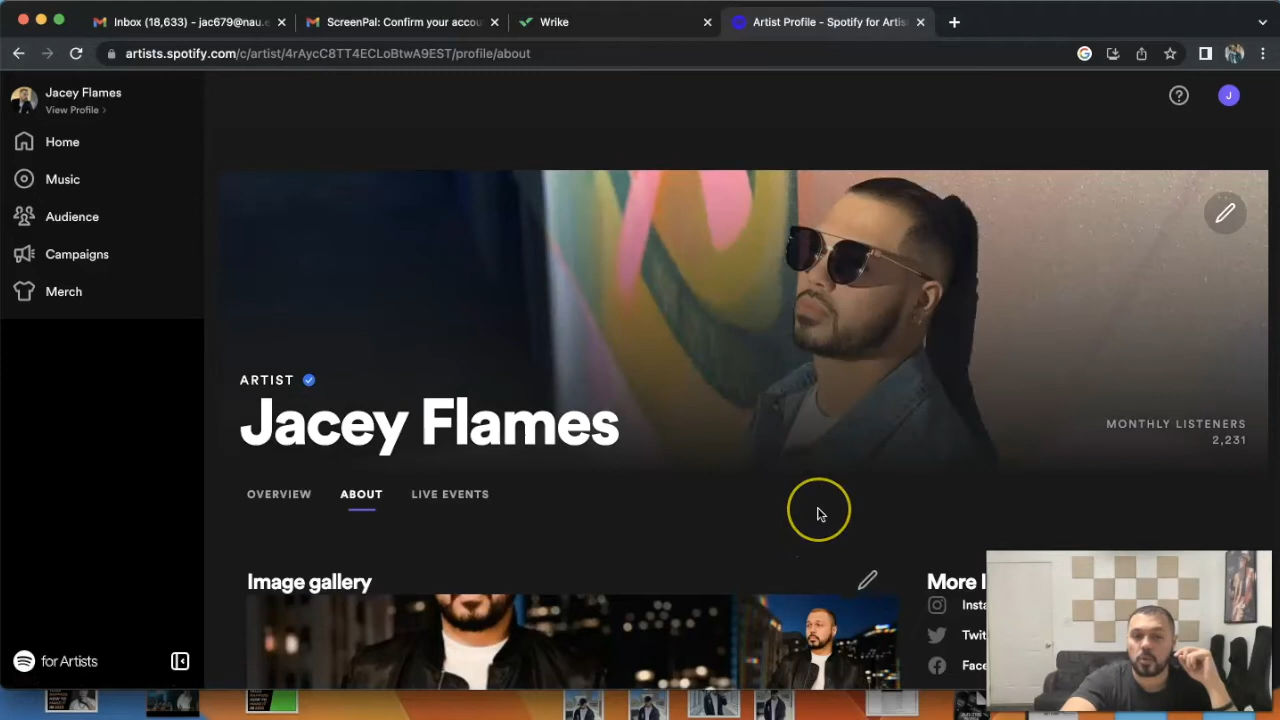 Inbox (18,633) - jac679@nau.e
ScreenPal: Confirm your accou
Wrike
Artist Profile - Spotify for Artis
artists.spotify.com/c/artist/4rAycC8TT4ECLoBtwA9EST/profile/about
Jacey Flames
View Profile >
J
Home
Music
Audience
Campaigns
Merch
ARTIST
Jacey Flames
MONTHLY LISTENERS
2,231
OVERVIEW ABOUT LIVE EVENTS
Image gallery
More I
Insta
Twit
Face
for Artists